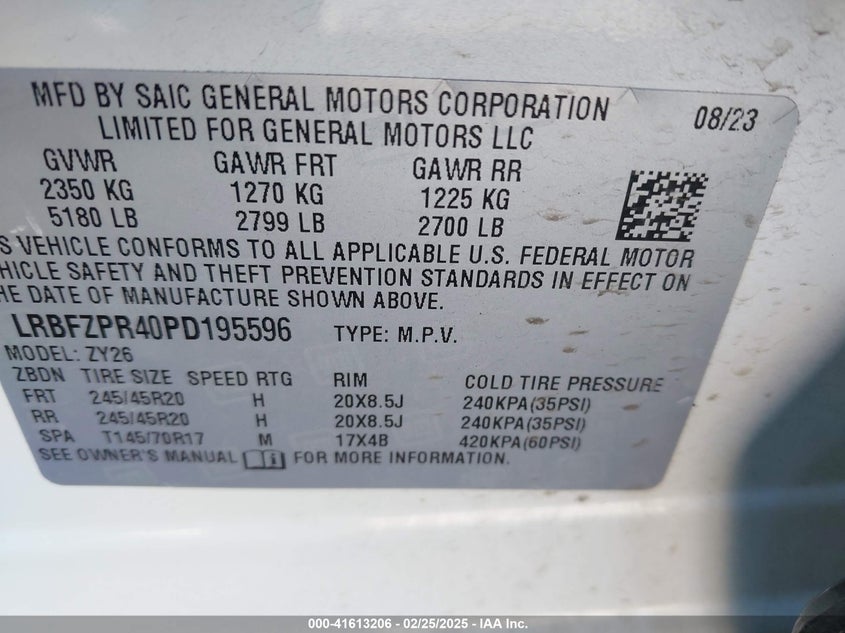 MFD BY SAIC GENERAL MOTORS CORPORATION 08/23
LIMITED FOR GENERAL MOTORS LLC
GVWR GAWR FRT GAWR RR
2350 KG 1270 KG 1225 KG
5180 LB 2799 LB 2700 LB
VEHICLE CONFORMS TO ALL APPLICABLE U.S. FEDERAL MOTOR
SAFETY AND THEFT PREVENTION STANDARDS IN EFFECT ON
DATE OF MANUFACTURE SHOWN ABOVE.
LRBFZPR40PD195596 TYPE: M.P.V.
MODEL: ZY26
ZBDN TIRE SIZE SPEED RTG RIM COLD TIRE PRESSURE
FRT 245/45R20 H 20X8.5J 240KPA(35PSI)
RR 245/45R20 H 20X8.5J 240KPA(35PSI)
SPA T145/70R17 M 17X4B 420KPA(60PSI)
SEE OWNER'S MANUAL FOR MORE INFORMATION.
000-41613206 - 02/25/2025 - IAA Inc.